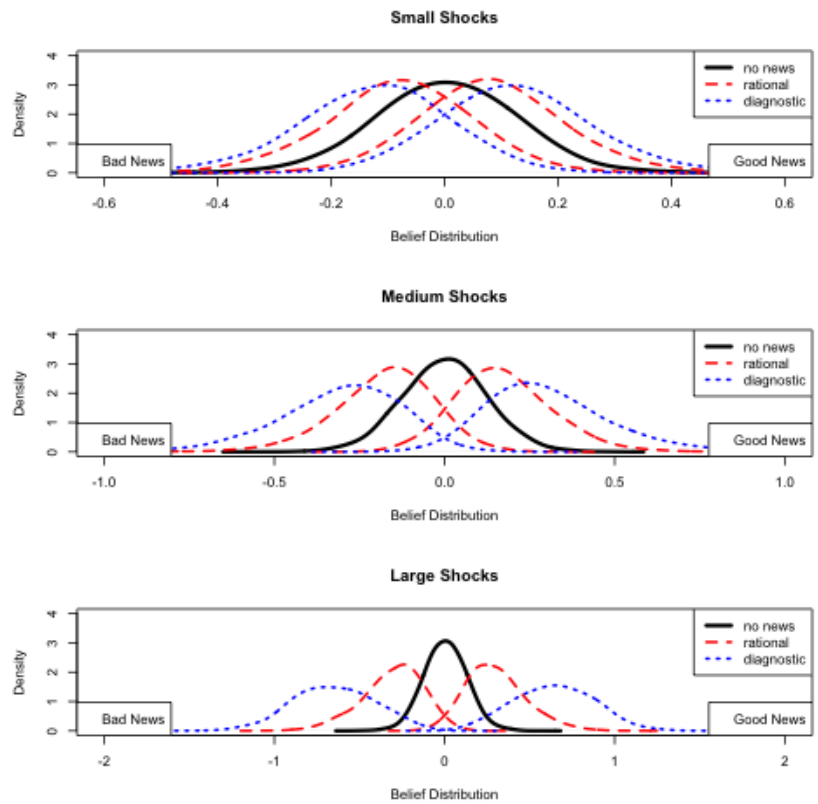 Small Shocks
4
3
2
1
0
Density
no news
rational
diagnostic
Bad News
Good News
-0.6 -0.4 -0.2 0.0 0.2 0.4 0.6
Belief Distribution
Medium Shocks
4
3
2
1
0
Density
no news
rational
diagnostic
Bad News
Good News
-1.0 -0.5 0.0 0.5 1.0
Belief Distribution
Large Shocks
4
3
2
1
0
Density
no news
rational
diagnostic
Bad News
Good News
-2 -1 0 1 2
Belief Distribution